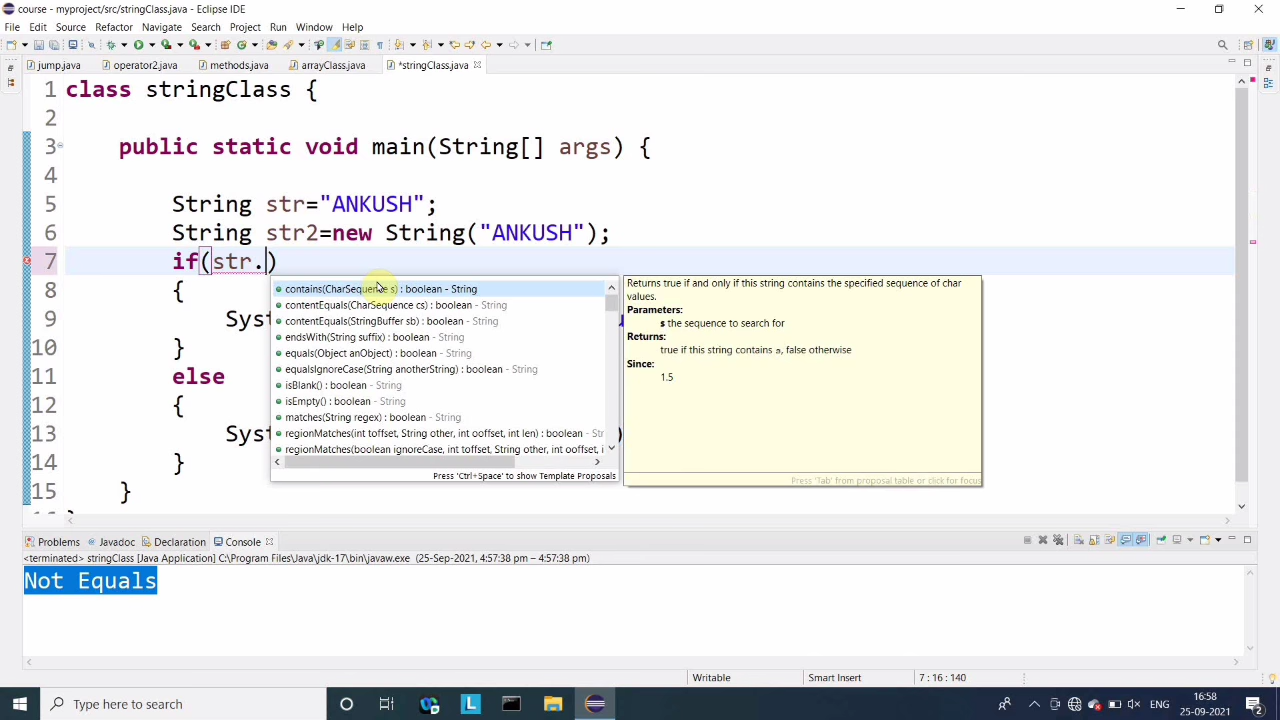 course - myproject/src/stringClass.java - Eclipse IDE
File Edit Source Refactor Navigate Search Project Run Window Help
jump.java operator2.java methods.java arrayClass.java *stringClass.java
1 class stringClass {
2
3 public static void main(String[] args) {
4
5 String str="ANKUSH";
6 String str2=new String("ANKUSH");
7 if(str.)
8 {
9 Sys
10 }
11 else
12 {
13 Syst )
14 }
15 }
contains(CharSequence s) : boolean - String
contentEquals(CharSequence cs) : boolean - String
contentEquals(StringBuffer sb) : boolean - String
endsWith(String suffix) : boolean - String
equals(Object anObject) : boolean - String
equalsIgnoreCase(String anotherString) : boolean - String
isBlank() : boolean - String
isEmpty() : boolean - String
matches(String regex) : boolean - String
regionMatches(int toffset, String other, int ooffset, int len) : boolean - Str
regionMatches(boolean ignoreCase, int toffset, String other, int ooffset, i
Press 'Ctrl+Space' to show Template Proposals
Returns true if and only if this string contains the specified sequence of char
values.
Parameters:
s the sequence to search for
Returns:
true if this string contains s, false otherwise
Since:
1.5
Press 'Tab' from proposal table or click for focus
Problems Javadoc Declaration Console
<terminated> stringClass [Java Application] C:\Program Files\Java\jdk-17\bin\javaw.exe (25-Sep-2021, 4:57:38 pm – 4:57:38 pm)
Not Equals
Writable Smart Insert 7 : 16 : 140
Type here to search
L
ENG
16:58
25-09-2021
2